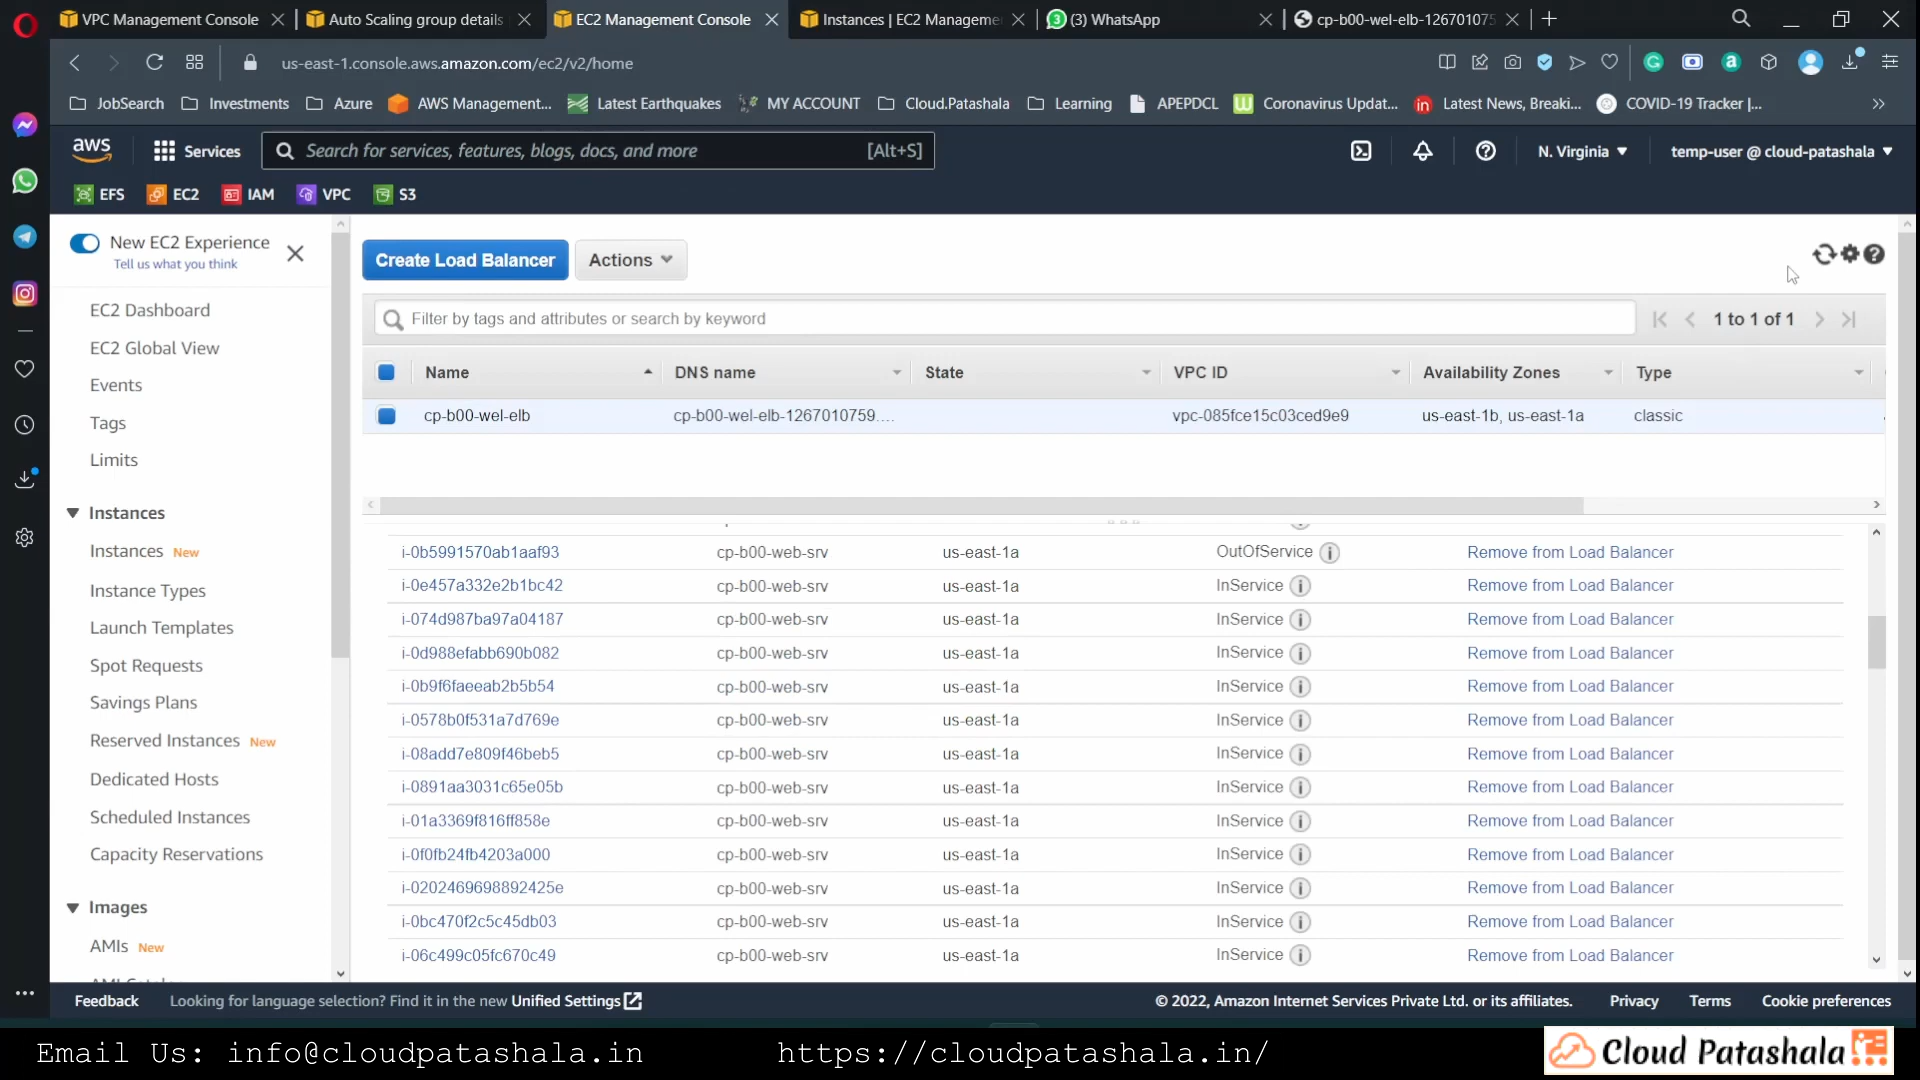 VPC Management Console
Auto Scaling group details
EC2 Management Console
Instances | EC2 Manageme
(3) WhatsApp
cp-b00-wel-elb-126701075
us-east-1.console.aws.amazon.com/ec2/v2/home
JobSearch
Investments
Azure
AWS Management...
Latest Earthquakes
MY ACCOUNT
Cloud.Patashala
Learning
APEPDCL
Coronavirus Updat...
Latest News, Breaki...
COVID-19 Tracker |...
aws
Services
Search for services, features, blogs, docs, and more
[Alt+S]
N. Virginia
temp-user @ cloud-patashala
EFS
EC2
IAM
VPC
S3
New EC2 Experience
Tell us what you think
EC2 Dashboard
EC2 Global View
Events
Tags
Limits
Instances
Instances New
Instance Types
Launch Templates
Spot Requests
Savings Plans
Reserved Instances New
Dedicated Hosts
Scheduled Instances
Capacity Reservations
Images
AMIs New
Create Load Balancer
Actions
Filter by tags and attributes or search by keyword
1 to 1 of 1
Name DNS name State VPC ID Availability Zones Type
cp-b00-wel-elb cp-b00-wel-elb-1267010759.... vpc-085fce15c03ced9e9 us-east-1b, us-east-1a classic
i-0b5991570ab1aaf93 cp-b00-web-srv us-east-1a OutOfService Remove from Load Balancer
i-0e457a332e2b1bc42 cp-b00-web-srv us-east-1a InService Remove from Load Balancer
i-074d987ba97a04187 cp-b00-web-srv us-east-1a InService Remove from Load Balancer
i-0d988efabb690b082 cp-b00-web-srv us-east-1a InService Remove from Load Balancer
i-0b9f6faeeab2b5b54 cp-b00-web-srv us-east-1a InService Remove from Load Balancer
i-0578b0f531a7d769e cp-b00-web-srv us-east-1a InService Remove from Load Balancer
i-08add7e809f46beb5 cp-b00-web-srv us-east-1a InService Remove from Load Balancer
i-0891aa3031c65e05b cp-b00-web-srv us-east-1a InService Remove from Load Balancer
i-01a3369f816ff858e cp-b00-web-srv us-east-1a InService Remove from Load Balancer
i-0f0fb24fb4203a000 cp-b00-web-srv us-east-1a InService Remove from Load Balancer
i-0202469698892425e cp-b00-web-srv us-east-1a InService Remove from Load Balancer
i-0bc470f2c5c45db03 cp-b00-web-srv us-east-1a InService Remove from Load Balancer
i-06c499c05fc670c49 cp-b00-web-srv us-east-1a InService Remove from Load Balancer
Feedback
Looking for language selection? Find it in the new Unified Settings
© 2022, Amazon Internet Services Private Ltd. or its affiliates.
Privacy
Terms
Cookie preferences
Email Us: info@cloudpatashala.in
https://cloudpatashala.in/
Cloud Patashala